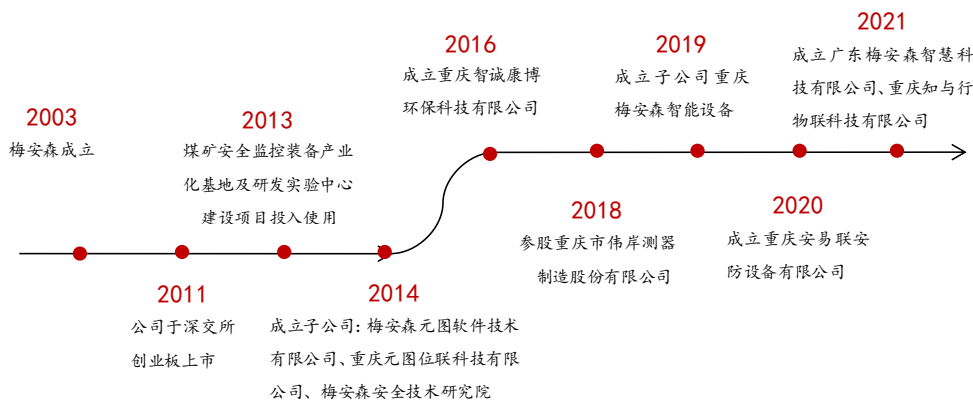 2003
梅安森成立
2011
公司于深交所
创业板上市
2013
煤矿安全监控装备产业
化基地及研发实验中心
建设项目投入使用
2014
成立子公司：梅安森元图软件技术
有限公司、重庆元图位联科技有限
公司、梅安森安全技术研究院
2016
成立重庆智诚康博
环保科技有限公司
2018
参股重庆市伟岸测器
制造股份有限公司
2019
成立子公司重庆
梅安森智能设备
2020
成立重庆安易联安
防设备有限公司
2021
成立广东梅安森智慧科
技有限公司、重庆知与行
物联科技有限公司